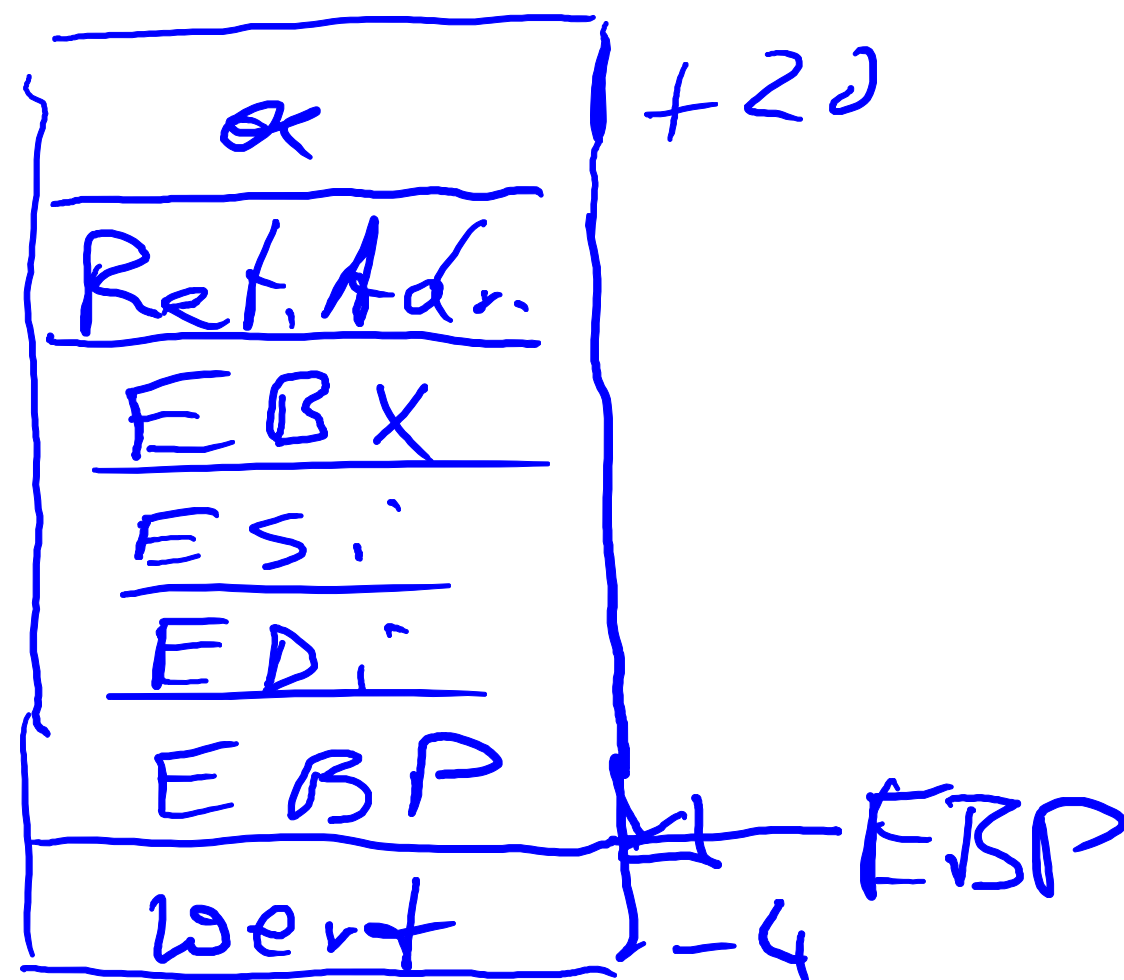 α +20
Ret. Adr.
EBX
ESi
EDi
EBP
EBP
Wert -4